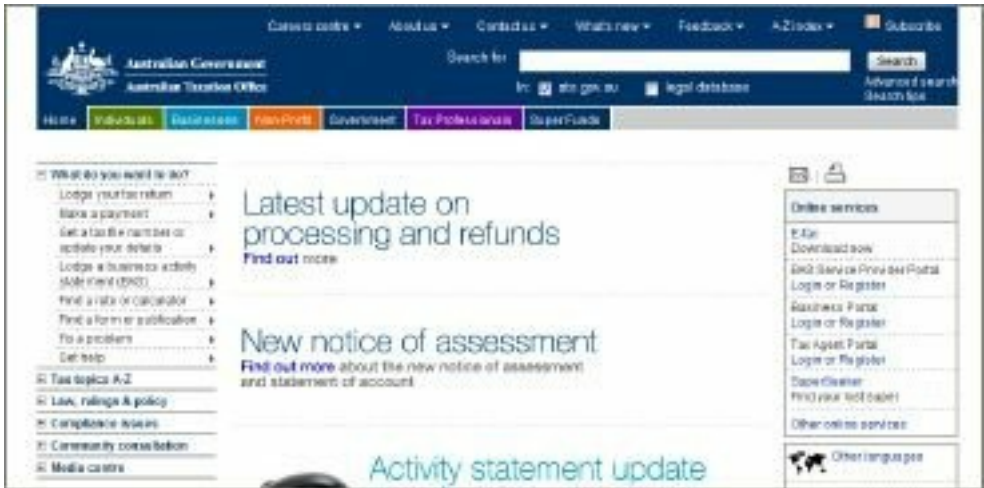 Careers centre About us Contact us What's new Feedback A-Z index Subscribe
Australian Government
Australian Taxation Office
Search for
Search
In: ato.gov.au legal database
Advanced search
Search tips
Home Individuals Businesses Non-Profit Government Tax Professionals Super Funds
What do you want to do?
Lodge your tax return
Make a payment
Get a tax file number or
update your details
Lodge a business activity
statement (BAS)
Find a rate or calculator
Find a form or publication
Fix a problem
Get help
Tax topics A-Z
Law, rulings & policy
Compliance issues
Community consultation
Media centre
Latest update on
processing and refunds
Find out more
New notice of assessment
Find out more about the new notice of assessment
and statement of account
Activity statement update
Online services
Download now
BAS Service Provider Portal
Login or Register
Business Portal
Login or Register
Tax Agent Portal
Login or Register
SuperSeeker
Find your lost super
Other online services
Other languages